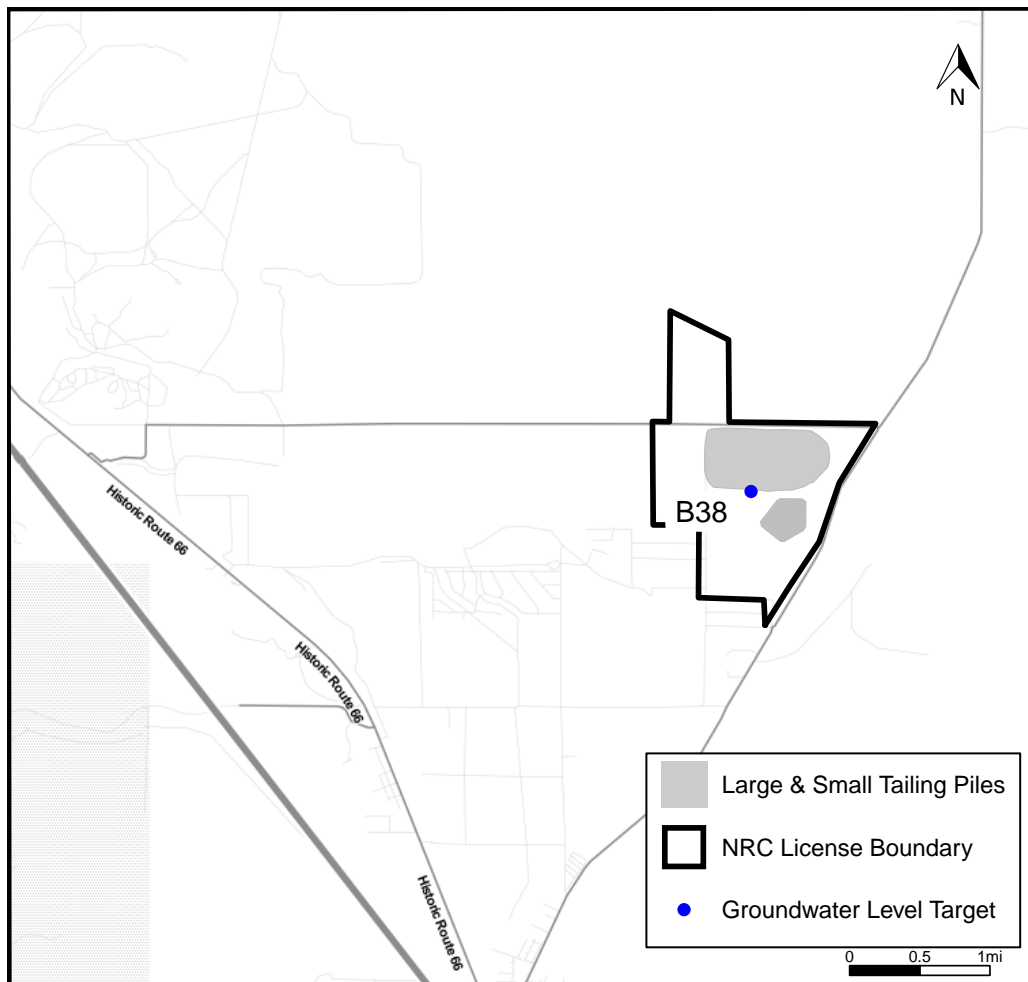 N
B38
Historic Route 66
Historic Route 66
Historic Route 66
Large & Small Tailing Piles
NRC License Boundary
Groundwater Level Target
0 0.5 1mi